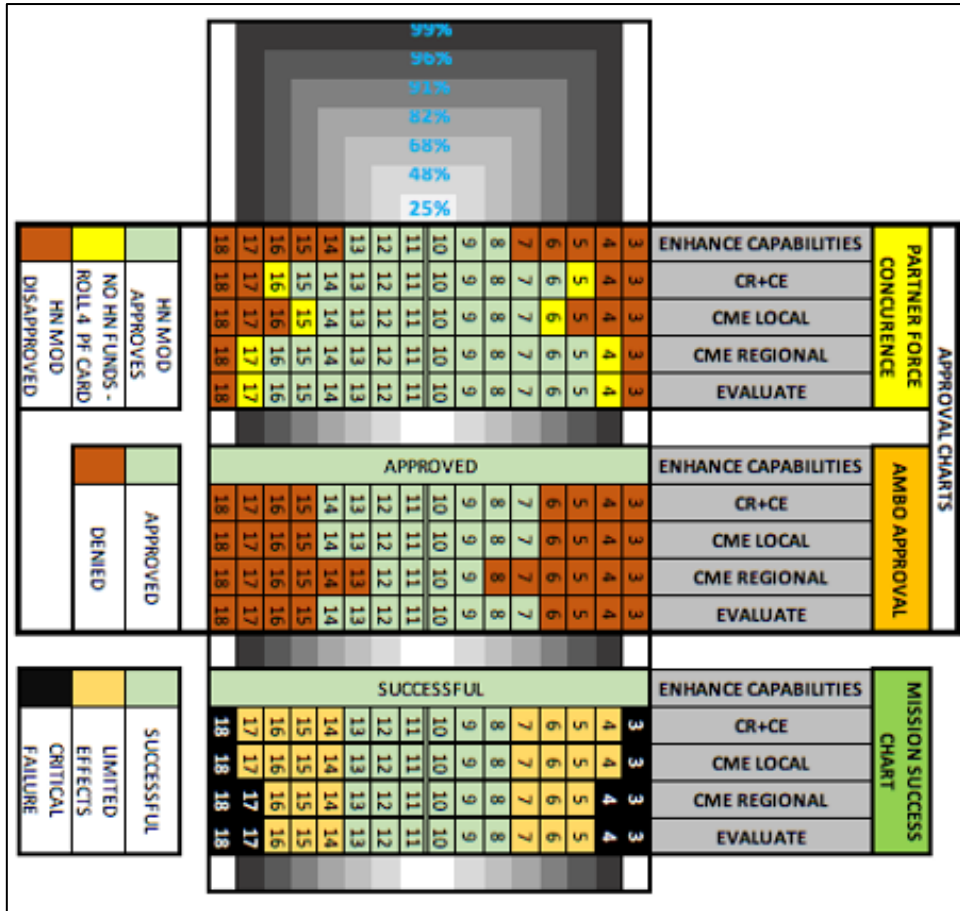 99%
96%
91%
82%
68%
48%
25%
APPROVAL CHARTS
PARTNER FORCE
CONCURENCE
18 17 16 15 14 13 12 11 10 9 8 7 6 5 4 3 ENHANCE CAPABILITIES
18 17 16 15 14 13 12 11 10 9 8 7 6 5 4 3 CR+CE
18 17 16 15 14 13 12 11 10 9 8 7 6 5 4 3 CME LOCAL
18 17 16 15 14 13 12 11 10 9 8 7 6 5 4 3 CME REGIONAL
18 17 16 15 14 13 12 11 10 9 8 7 6 5 4 3 EVALUATE
HN MOD
APPROVES
NO HN FUNDS -
ROLL 4 PF CARD
HN MOD
DISAPPROVED
AMBO APPROVAL
APPROVED ENHANCE CAPABILITIES
18 17 16 15 14 13 12 11 10 9 8 7 6 5 4 3 CR+CE
18 17 16 15 14 13 12 11 10 9 8 7 6 5 4 3 CME LOCAL
18 17 16 15 14 13 12 11 10 9 8 7 6 5 4 3 CME REGIONAL
18 17 16 15 14 13 12 11 10 9 8 7 6 5 4 3 EVALUATE
APPROVED
DENIED
MISSION SUCCESS
CHART
SUCCESSFUL ENHANCE CAPABILITIES
18 17 16 15 14 13 12 11 10 9 8 7 6 5 4 3 CR+CE
18 17 16 15 14 13 12 11 10 9 8 7 6 5 4 3 CME LOCAL
18 17 16 15 14 13 12 11 10 9 8 7 6 5 4 3 CME REGIONAL
18 17 16 15 14 13 12 11 10 9 8 7 6 5 4 3 EVALUATE
SUCCESSFUL
LIMITED
EFFECTS
CRITICAL
FAILURE